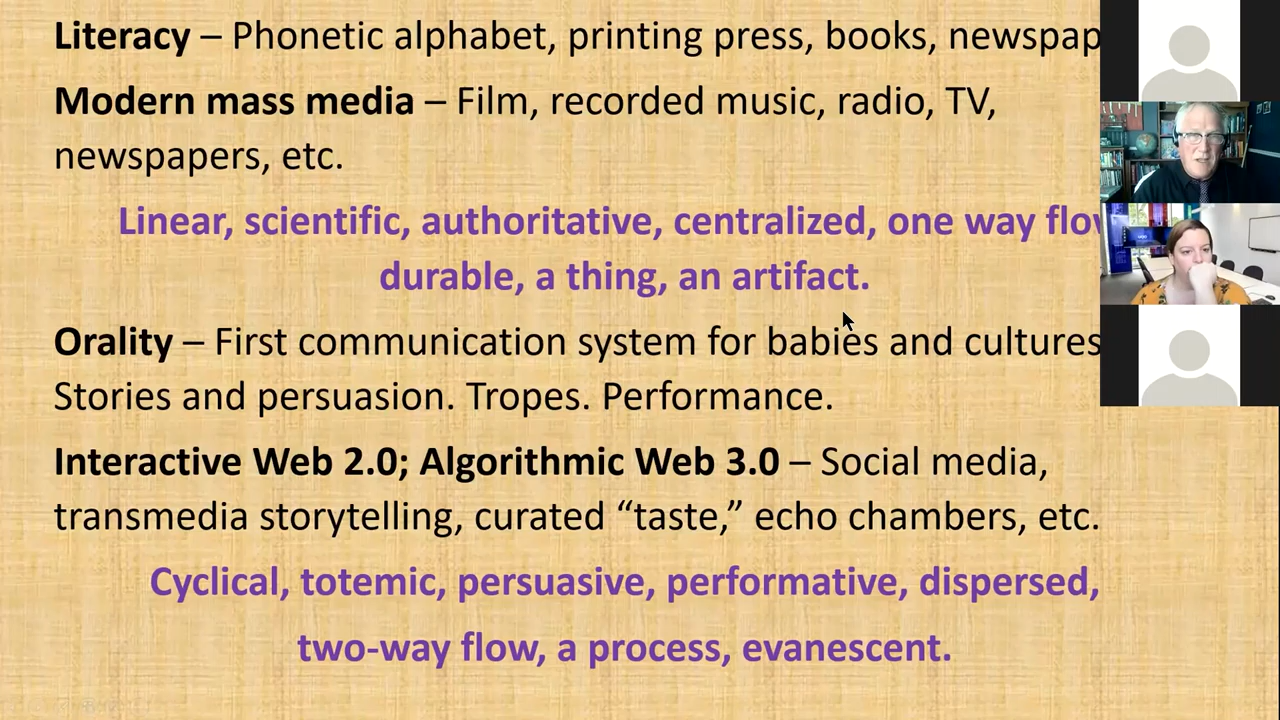 Literacy – Phonetic alphabet, printing press, books, newspap
Modern mass media – Film, recorded music, radio, TV,
newspapers, etc.
Linear, scientific, authoritative, centralized, one way flow
durable, a thing, an artifact.
Orality – First communication system for babies and cultures
Stories and persuasion. Tropes. Performance.
Interactive Web 2.0; Algorithmic Web 3.0 – Social media,
transmedia storytelling, curated “taste,” echo chambers, etc.
Cyclical, totemic, persuasive, performative, dispersed,
two-way flow, a process, evanescent.